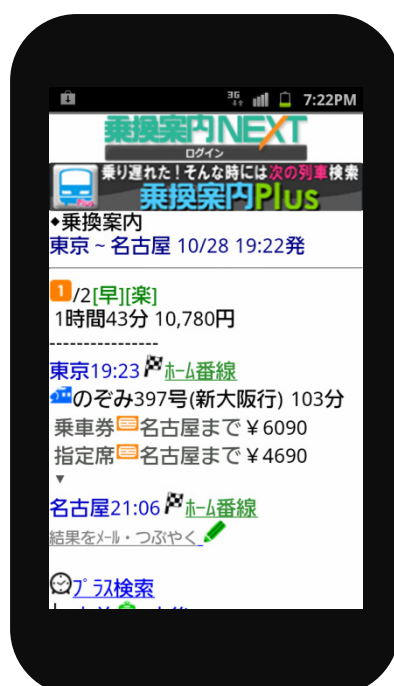 3G 7:22PM
乗換案内NEXT
ログイン
乗り遅れた!そんな時には次の列車検索
Plus 乗換案内Plus
◆乗換案内
東京~名古屋 10/28 19:22発
1/2[早][楽]
1時間43分 10,780円
----------------
東京19:23 ﾎｰﾑ番線
のぞみ397号(新大阪行) 103分
乗車券 名古屋まで￥6090
指定席 名古屋まで￥4690
▼
名古屋21:06 ﾎｰﾑ番線
結果をﾒｰﾙ・つぶやく
ﾌﾟﾗｽ検索